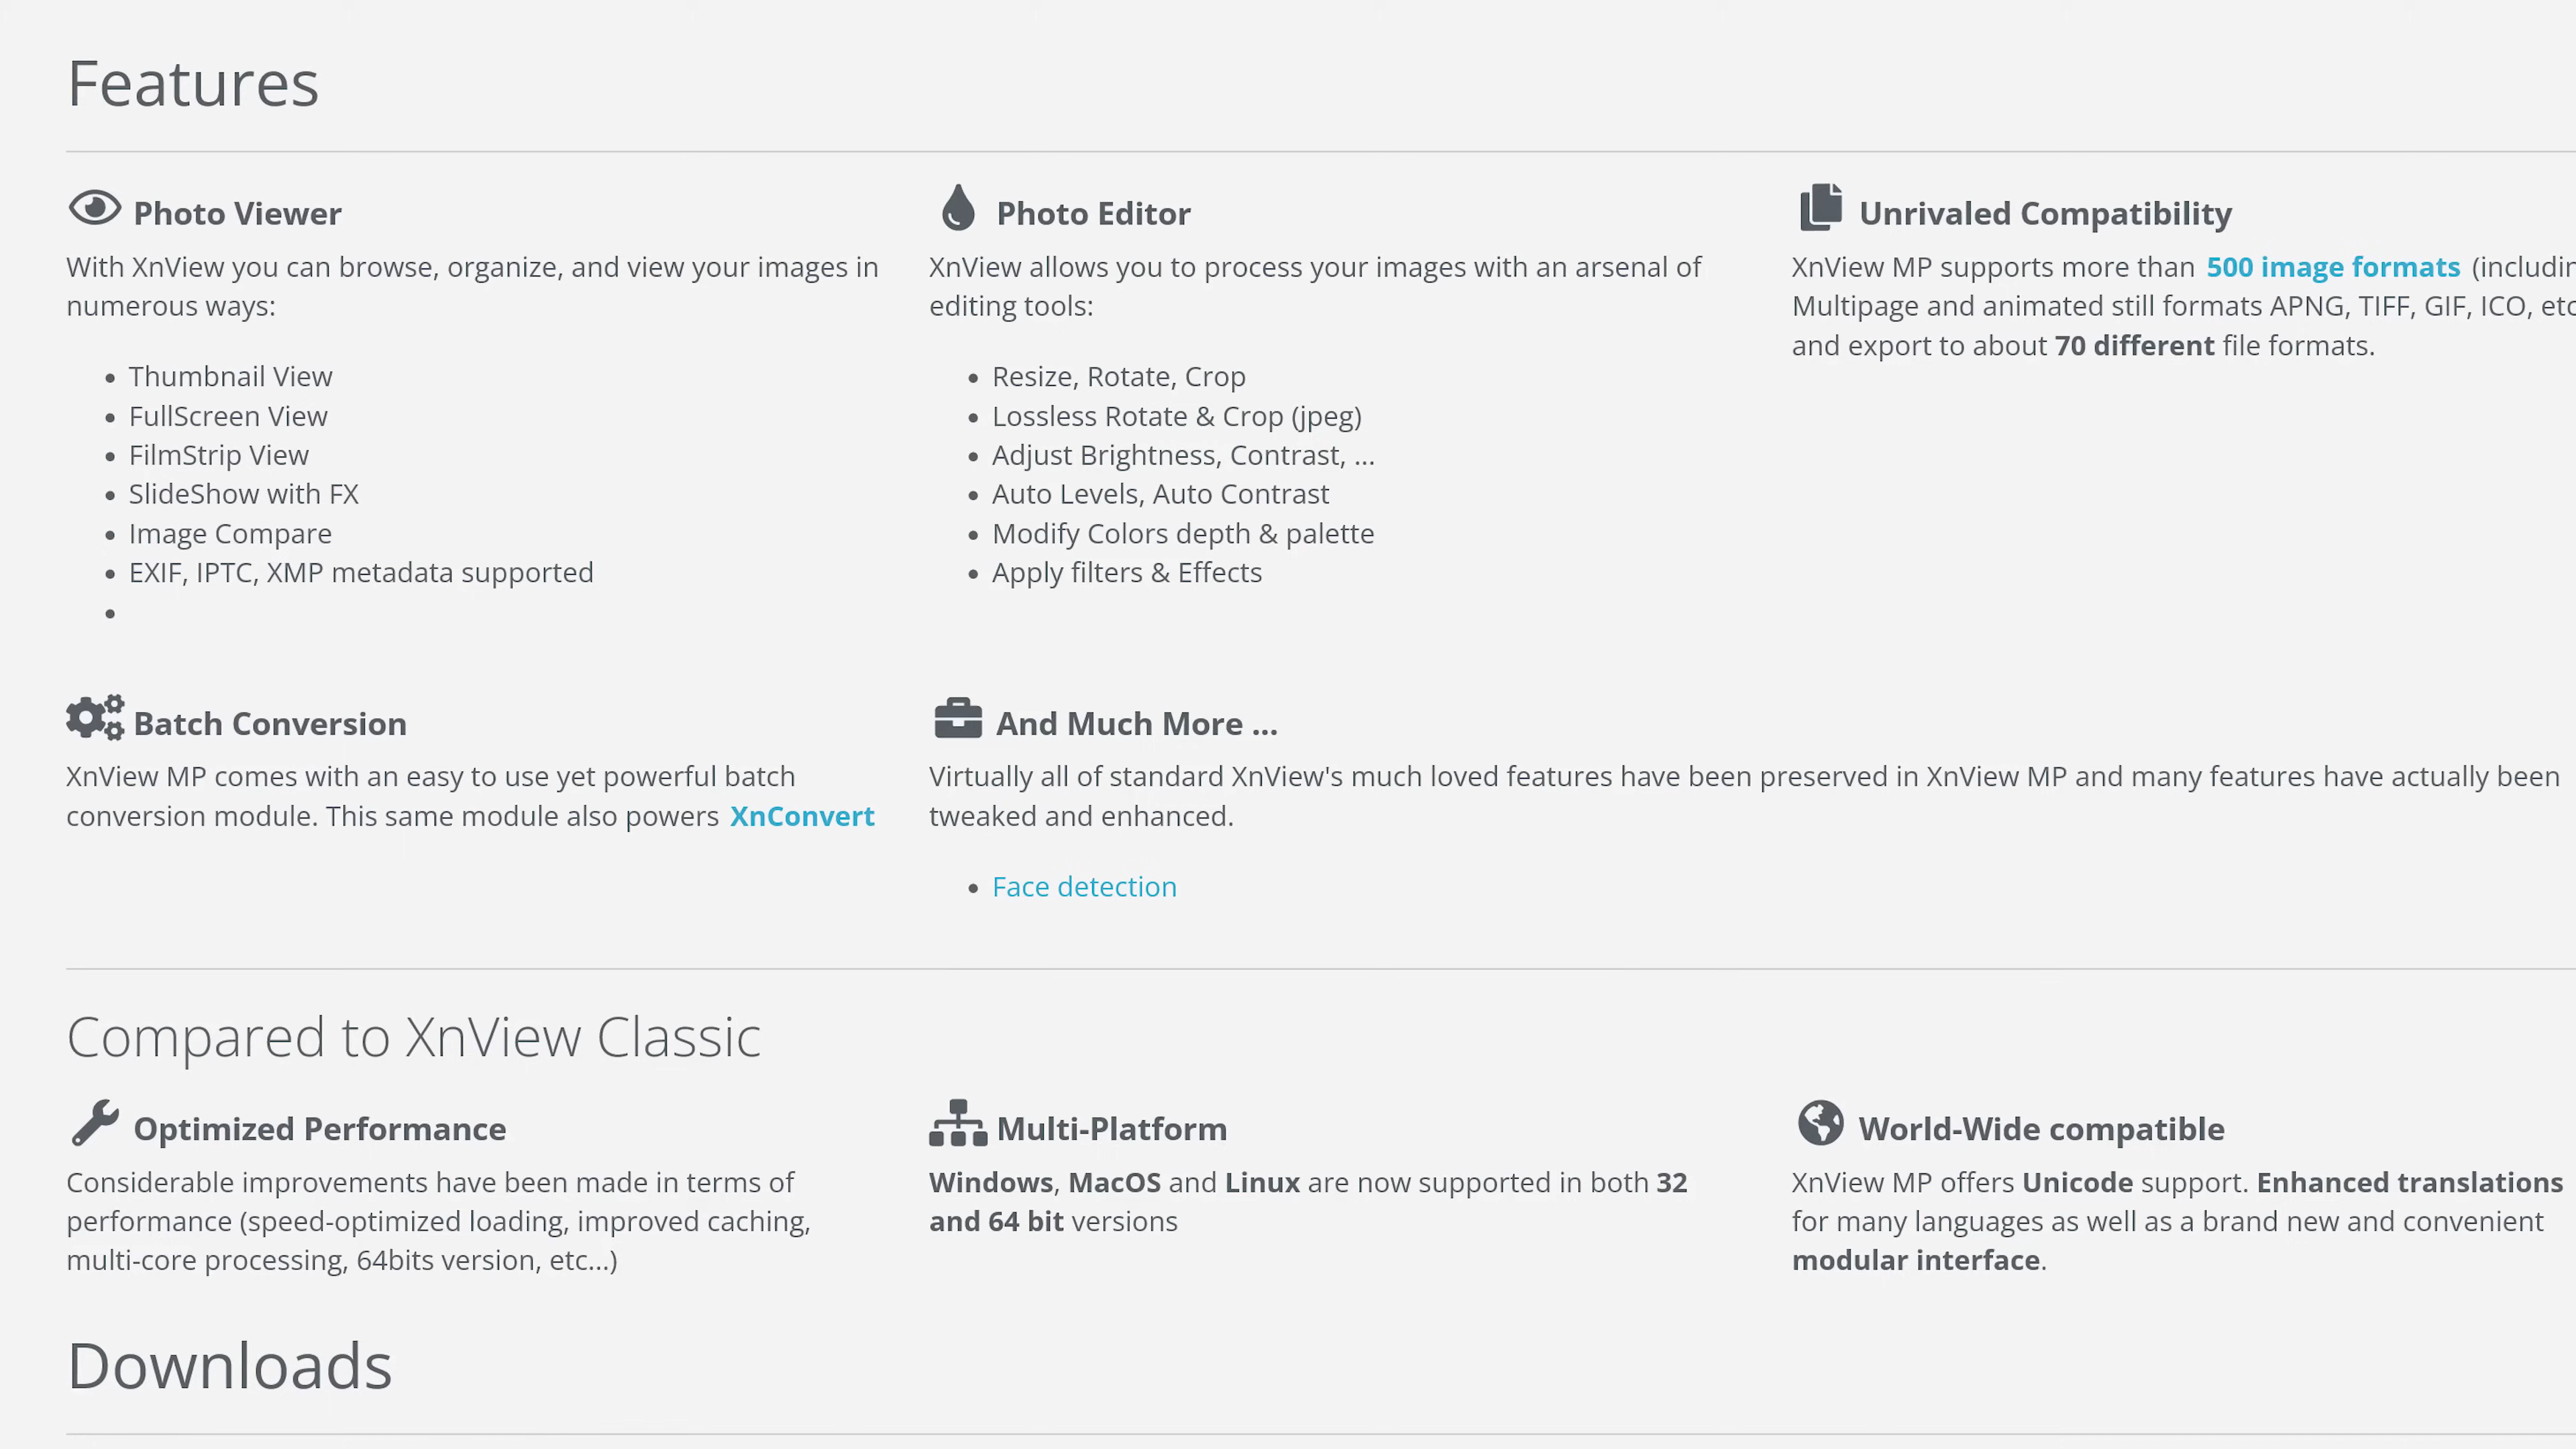 Features
Photo Viewer
With XnView you can browse, organize, and view your images in
numerous ways:
Thumbnail View
FullScreen View
FilmStrip View
SlideShow with FX
Image Compare
EXIF, IPTC, XMP metadata supported
Photo Editor
XnView allows you to process your images with an arsenal of
editing tools:
Resize, Rotate, Crop
Lossless Rotate & Crop (jpeg)
Adjust Brightness, Contrast, ...
Auto Levels, Auto Contrast
Modify Colors depth & palette
Apply filters & Effects
Unrivaled Compatibility
XnView MP supports more than 500 image formats
Multipage and animated still formats APNG, TIFF, GIF, ICO, etc
and export to about 70 different file formats.
Batch Conversion
XnView MP comes with an easy to use yet powerful batch
conversion module. This same module also powers XnConvert
And Much More ...
Virtually all of standard XnView's much loved features have been preserved in XnView MP and many features have actually been
tweaked and enhanced.
Face detection
Compared to XnView Classic
Optimized Performance
Considerable improvements have been made in terms of
performance (speed-optimized loading, improved caching,
multi-core processing, 64bits version, etc...)
Multi-Platform
Windows, MacOS and Linux are now supported in both 32
and 64 bit versions
World-Wide compatible
XnView MP offers Unicode support. Enhanced translations
for many languages as well as a brand new and convenient
modular interface.
Downloads